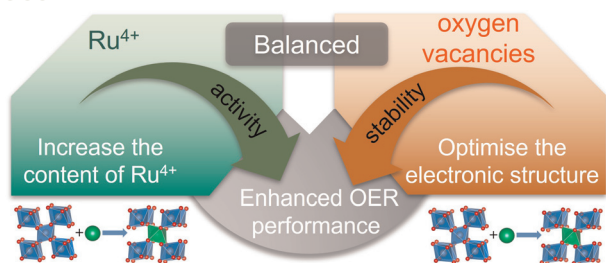 Ru⁴⁺
Balanced
oxygen
vacancies
activity
stability
Increase the
content of Ru⁴⁺
Optimise the
electronic structure
Enhanced OER
performance
+
+